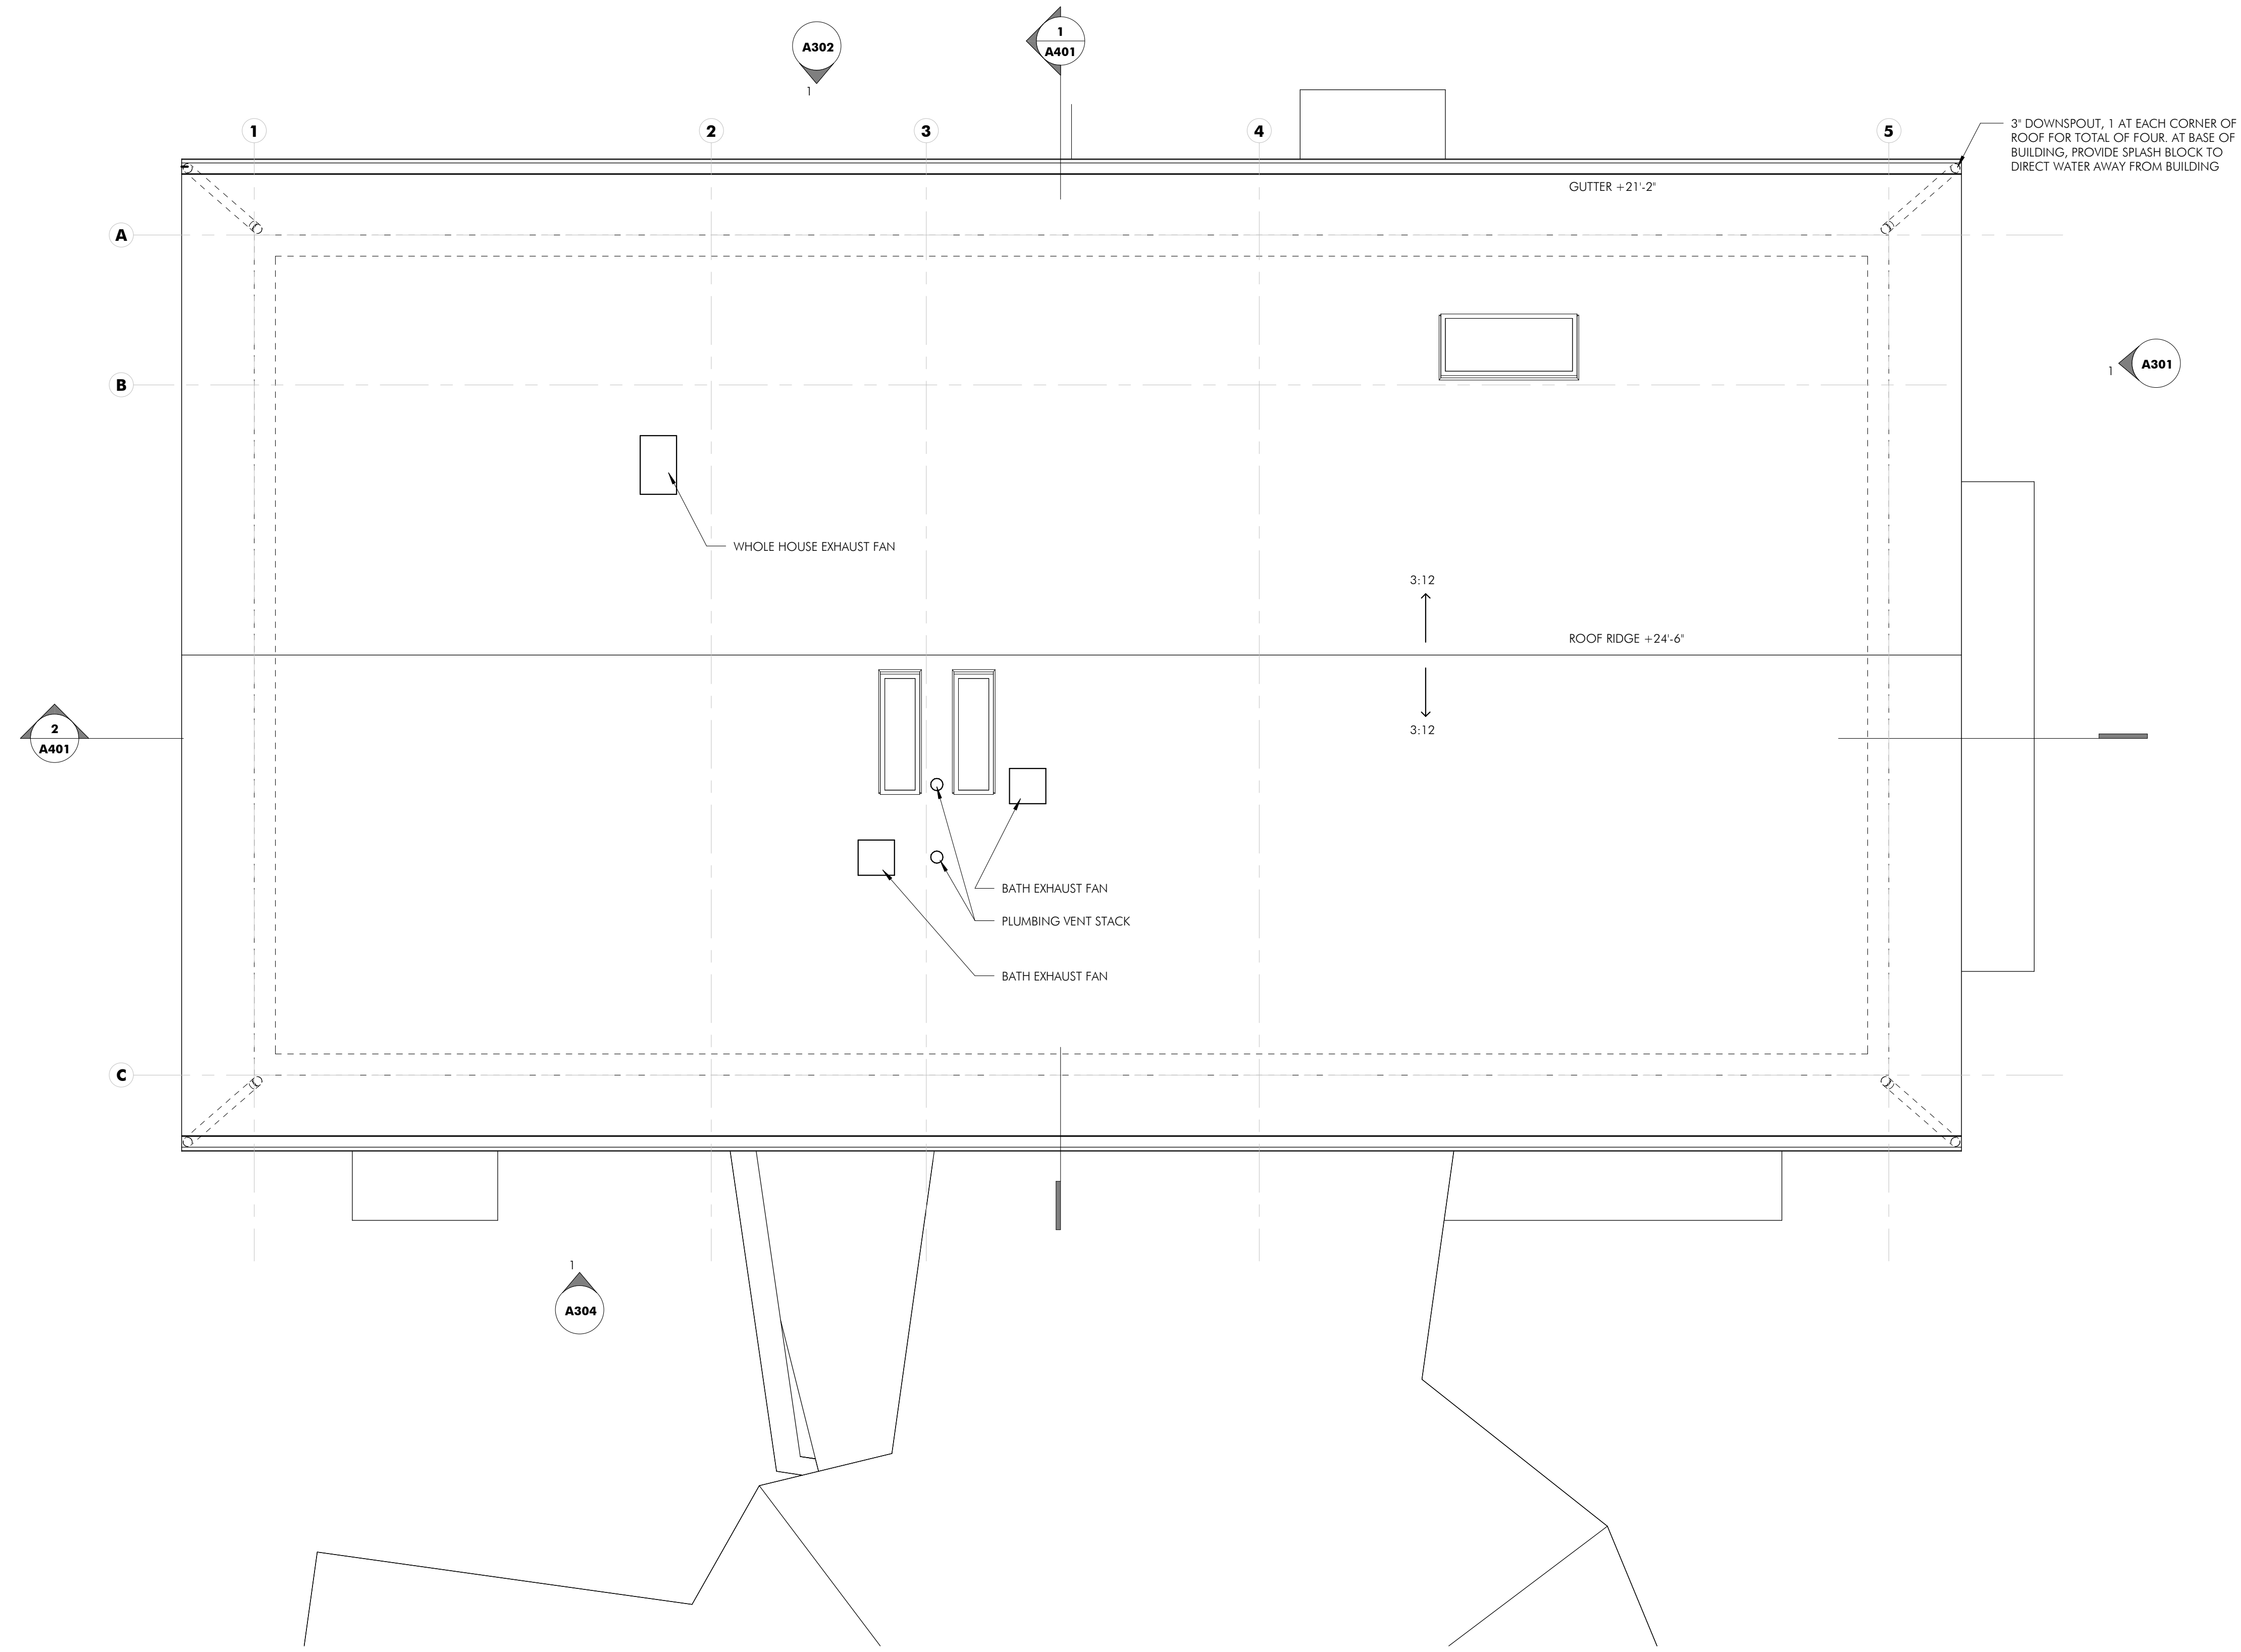 A302
1
1
A401
1
2
3
4
5
3" DOWNSPOUT, 1 AT EACH CORNER OF
ROOF FOR TOTAL OF FOUR. AT BASE OF
BUILDING, PROVIDE SPLASH BLOCK TO
DIRECT WATER AWAY FROM BUILDING
GUTTER +21'-2"
A
B
1
A301
WHOLE HOUSE EXHAUST FAN
3:12
ROOF RIDGE +24'-6"
3:12
2
A401
BATH EXHAUST FAN
PLUMBING VENT STACK
BATH EXHAUST FAN
C
1
A304